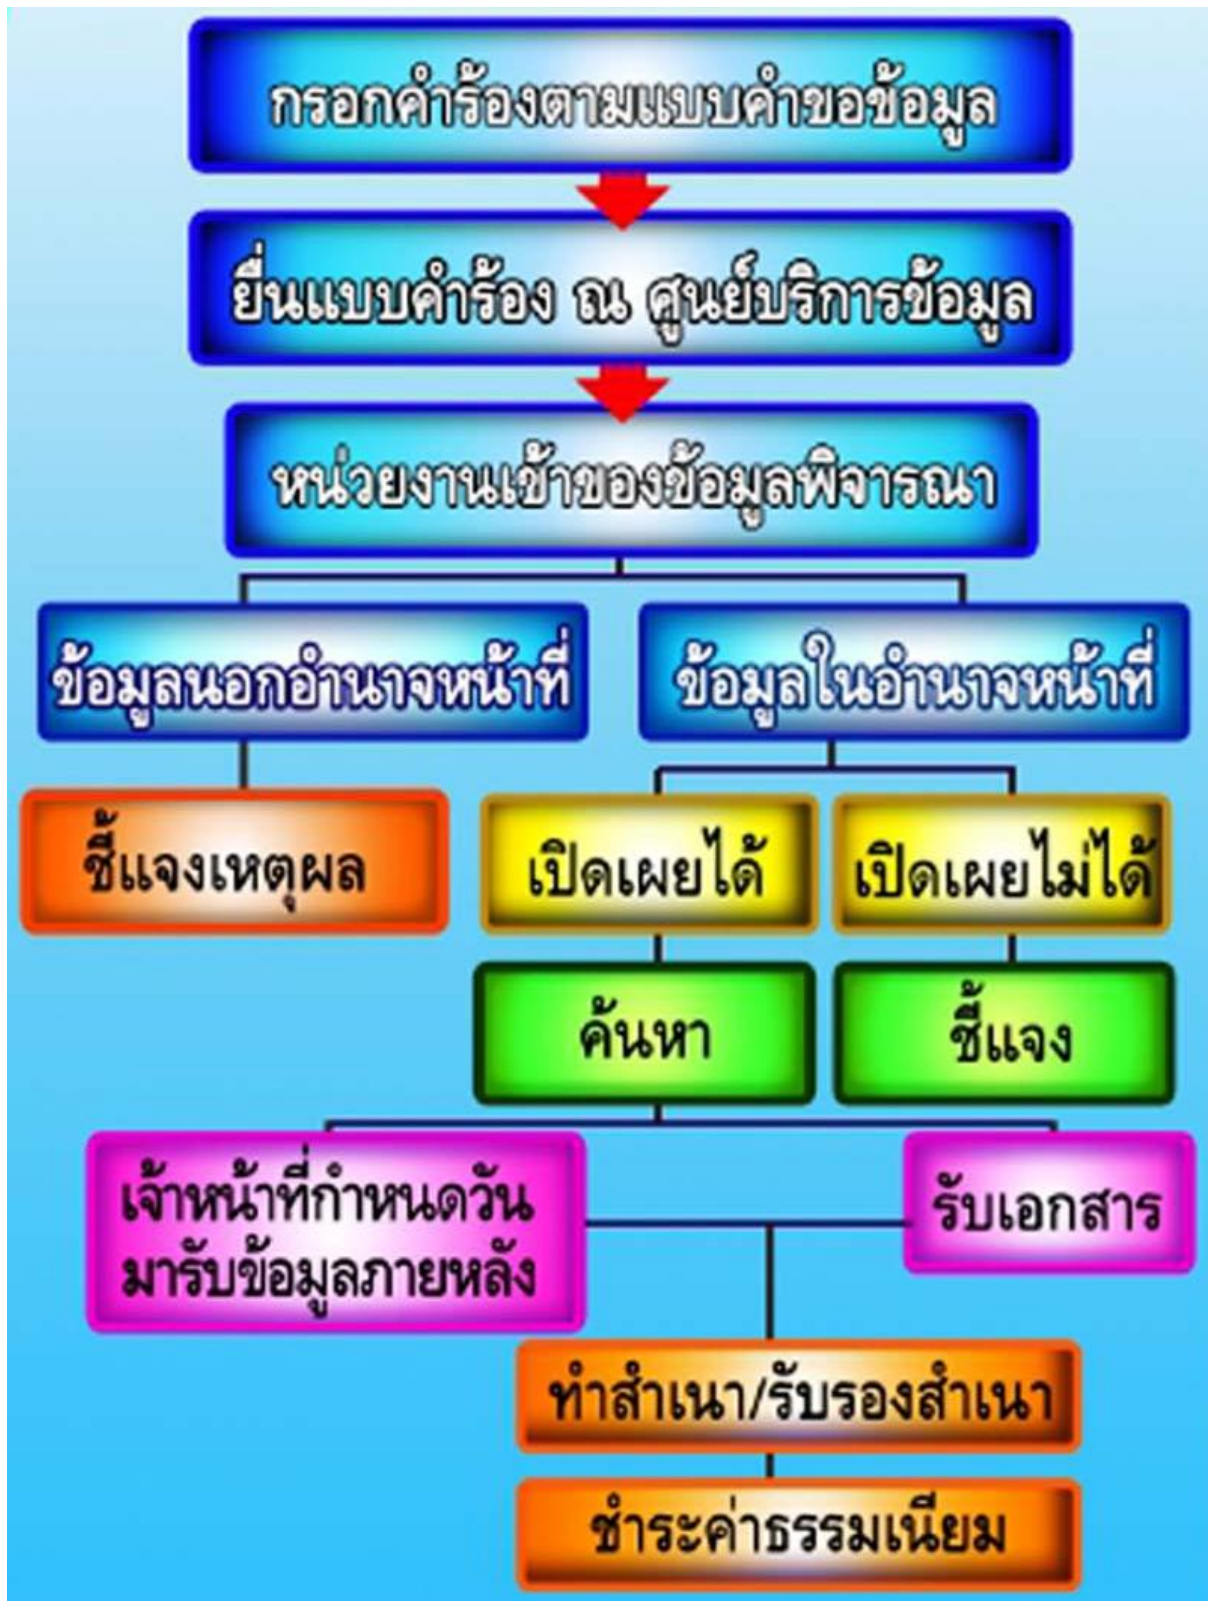 กรอกคำร้องตามแบบคำขอข้อมูล
ยื่นแบบคำร้อง ณ ศูนย์บริการข้อมูล
หน่วยงานเข้าของข้อมูลพิจารณา
ข้อมูลนอกอำนาจหน้าที่
ข้อมูลในอำนาจหน้าที่
ชี้แจงเหตุผล
เปิดเผยได้
เปิดเผยไม่ได้
ค้นหา
ชี้แจง
เจ้าหน้าที่กำหนดวัน
มารับข้อมูลภายหลัง
รับเอกสาร
ทำสำเนา/รับรองสำเนา
ชำระค่าธรรมเนียม